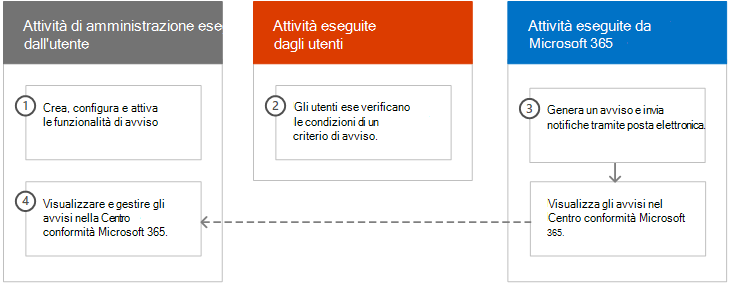 Attività di amministrazione ese
dall'utente
1
Crea, configura e attiva
le funzionalità di avviso
4
Visualizzare e gestire gli
avvisi nella Centro
conformità Microsoft 365.
Attività eseguite
dagli utenti
2
Gli utenti ese verificano
le condizioni di un
criterio di avviso.
Attività eseguite da
Microsoft 365
3
Genera un avviso e invia
notifiche tramite posta elettronica.
Visualizza gli avvisi nel
Centro conformità Microsoft
365.